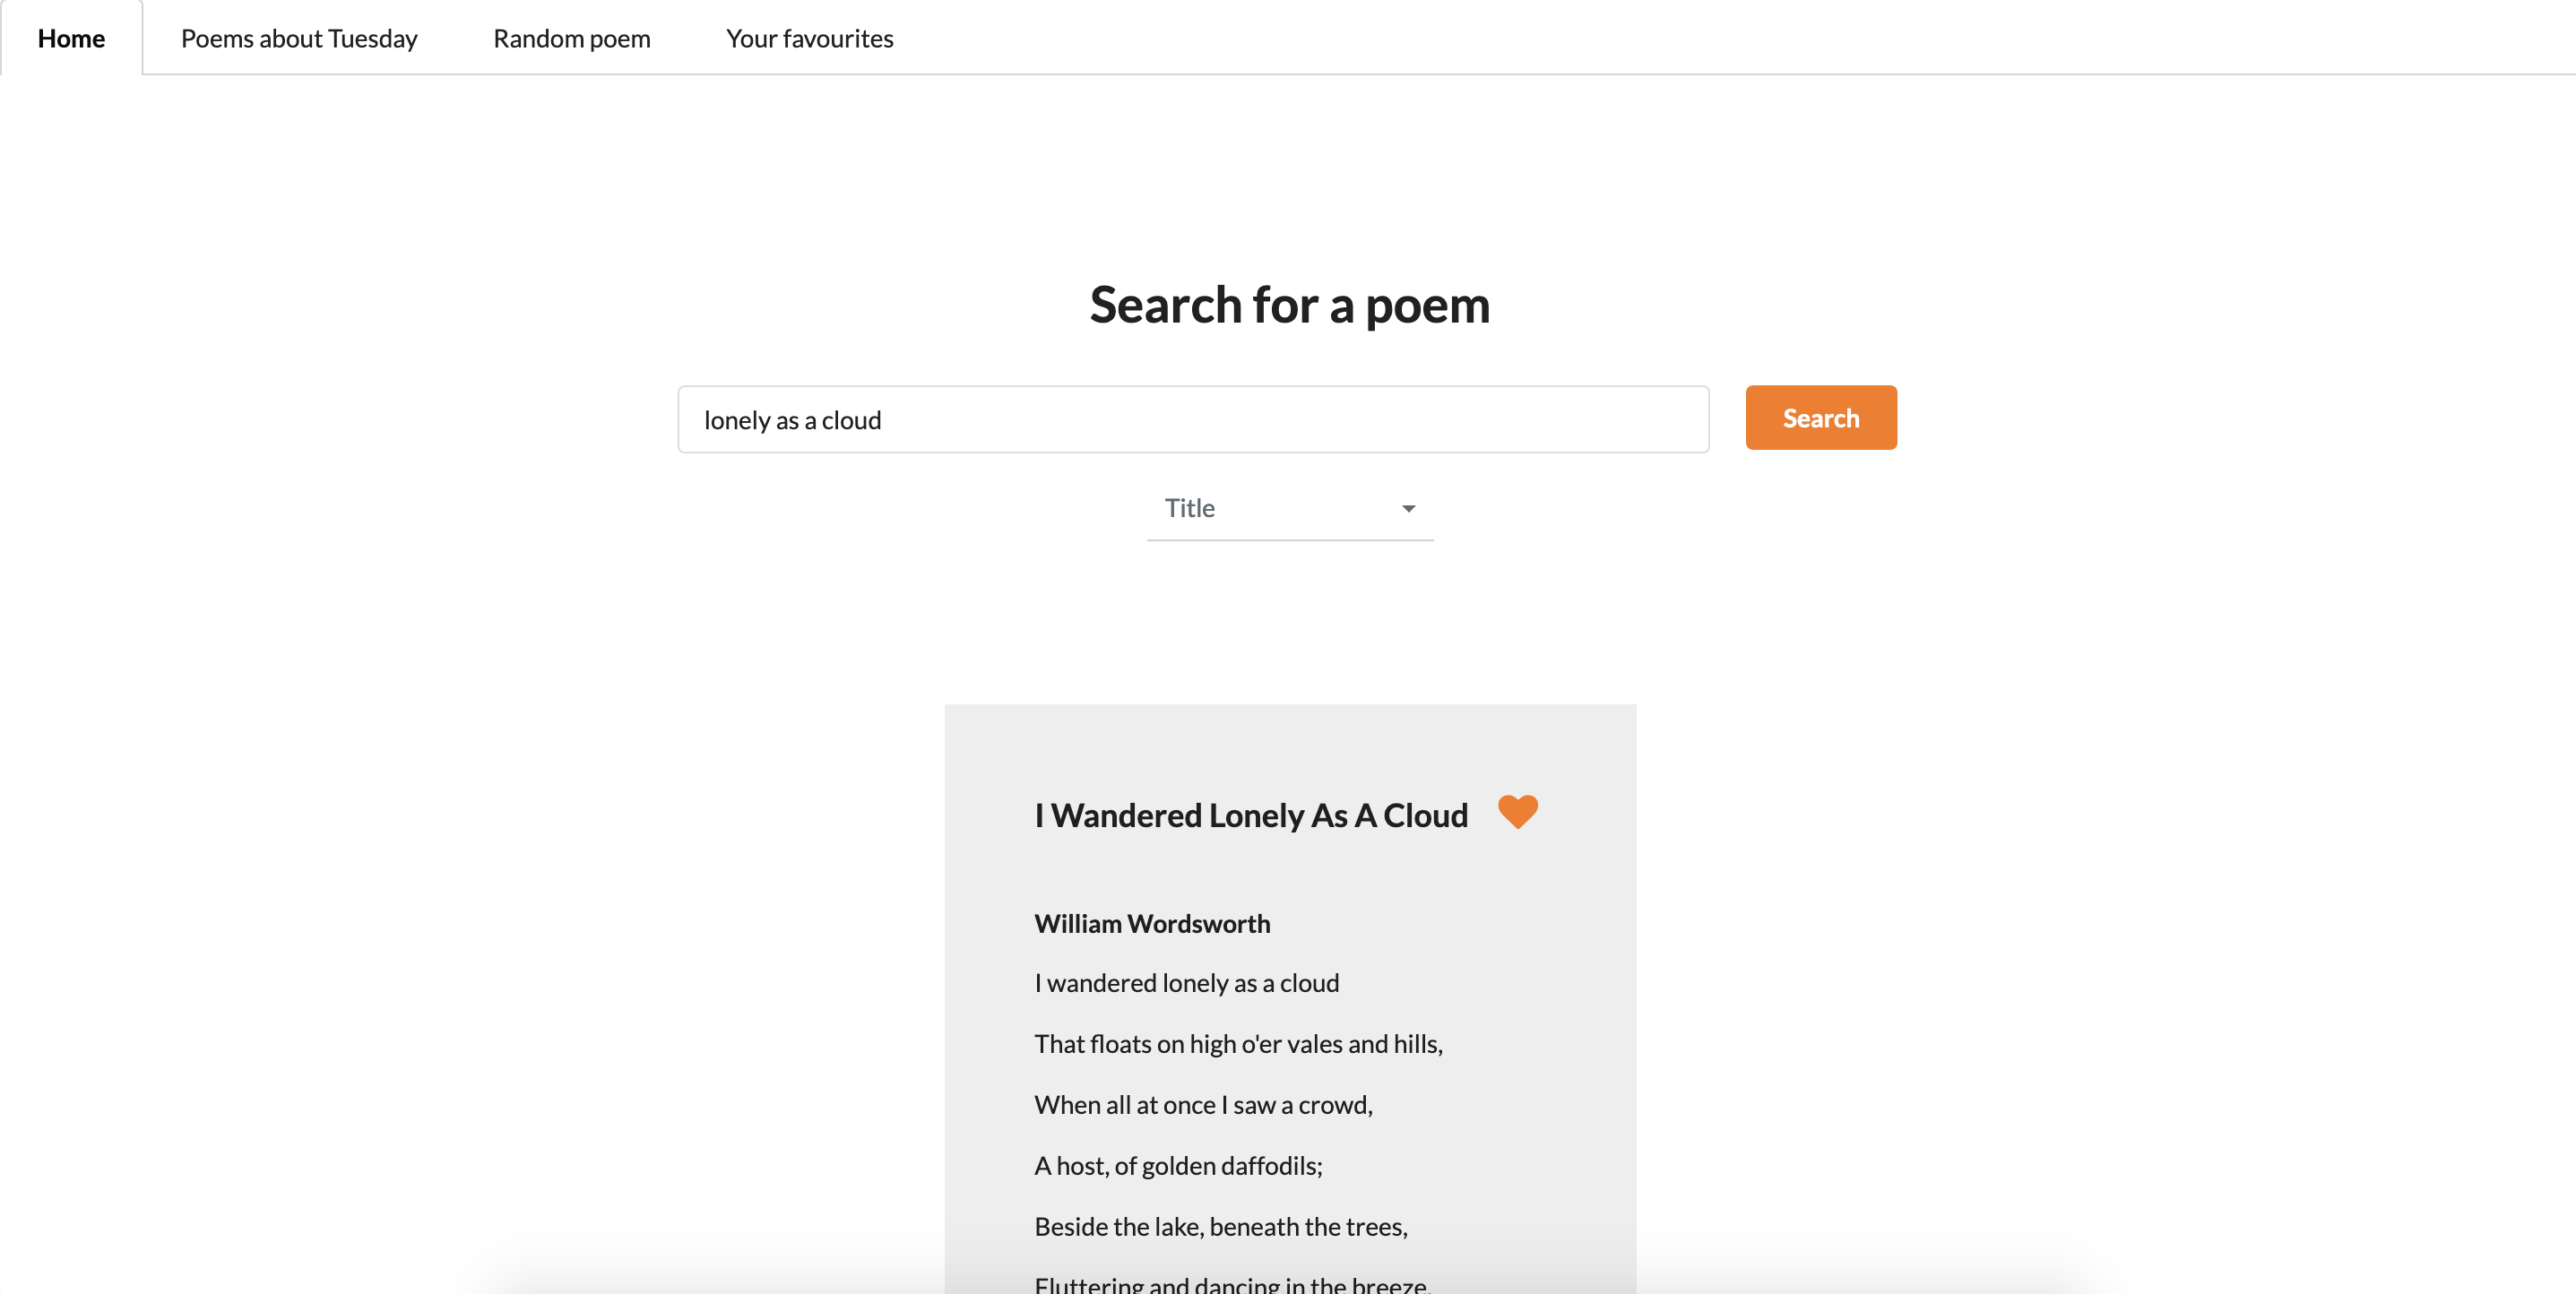 Home Poems about Tuesday Random poem Your favourites
Search for a poem
lonely as a cloud Search
Title
I Wandered Lonely As A Cloud
William Wordsworth
I wandered lonely as a cloud
That floats on high o'er vales and hills,
When all at once I saw a crowd,
A host, of golden daffodils;
Beside the lake, beneath the trees,
Fluttering and dancing in the breeze.